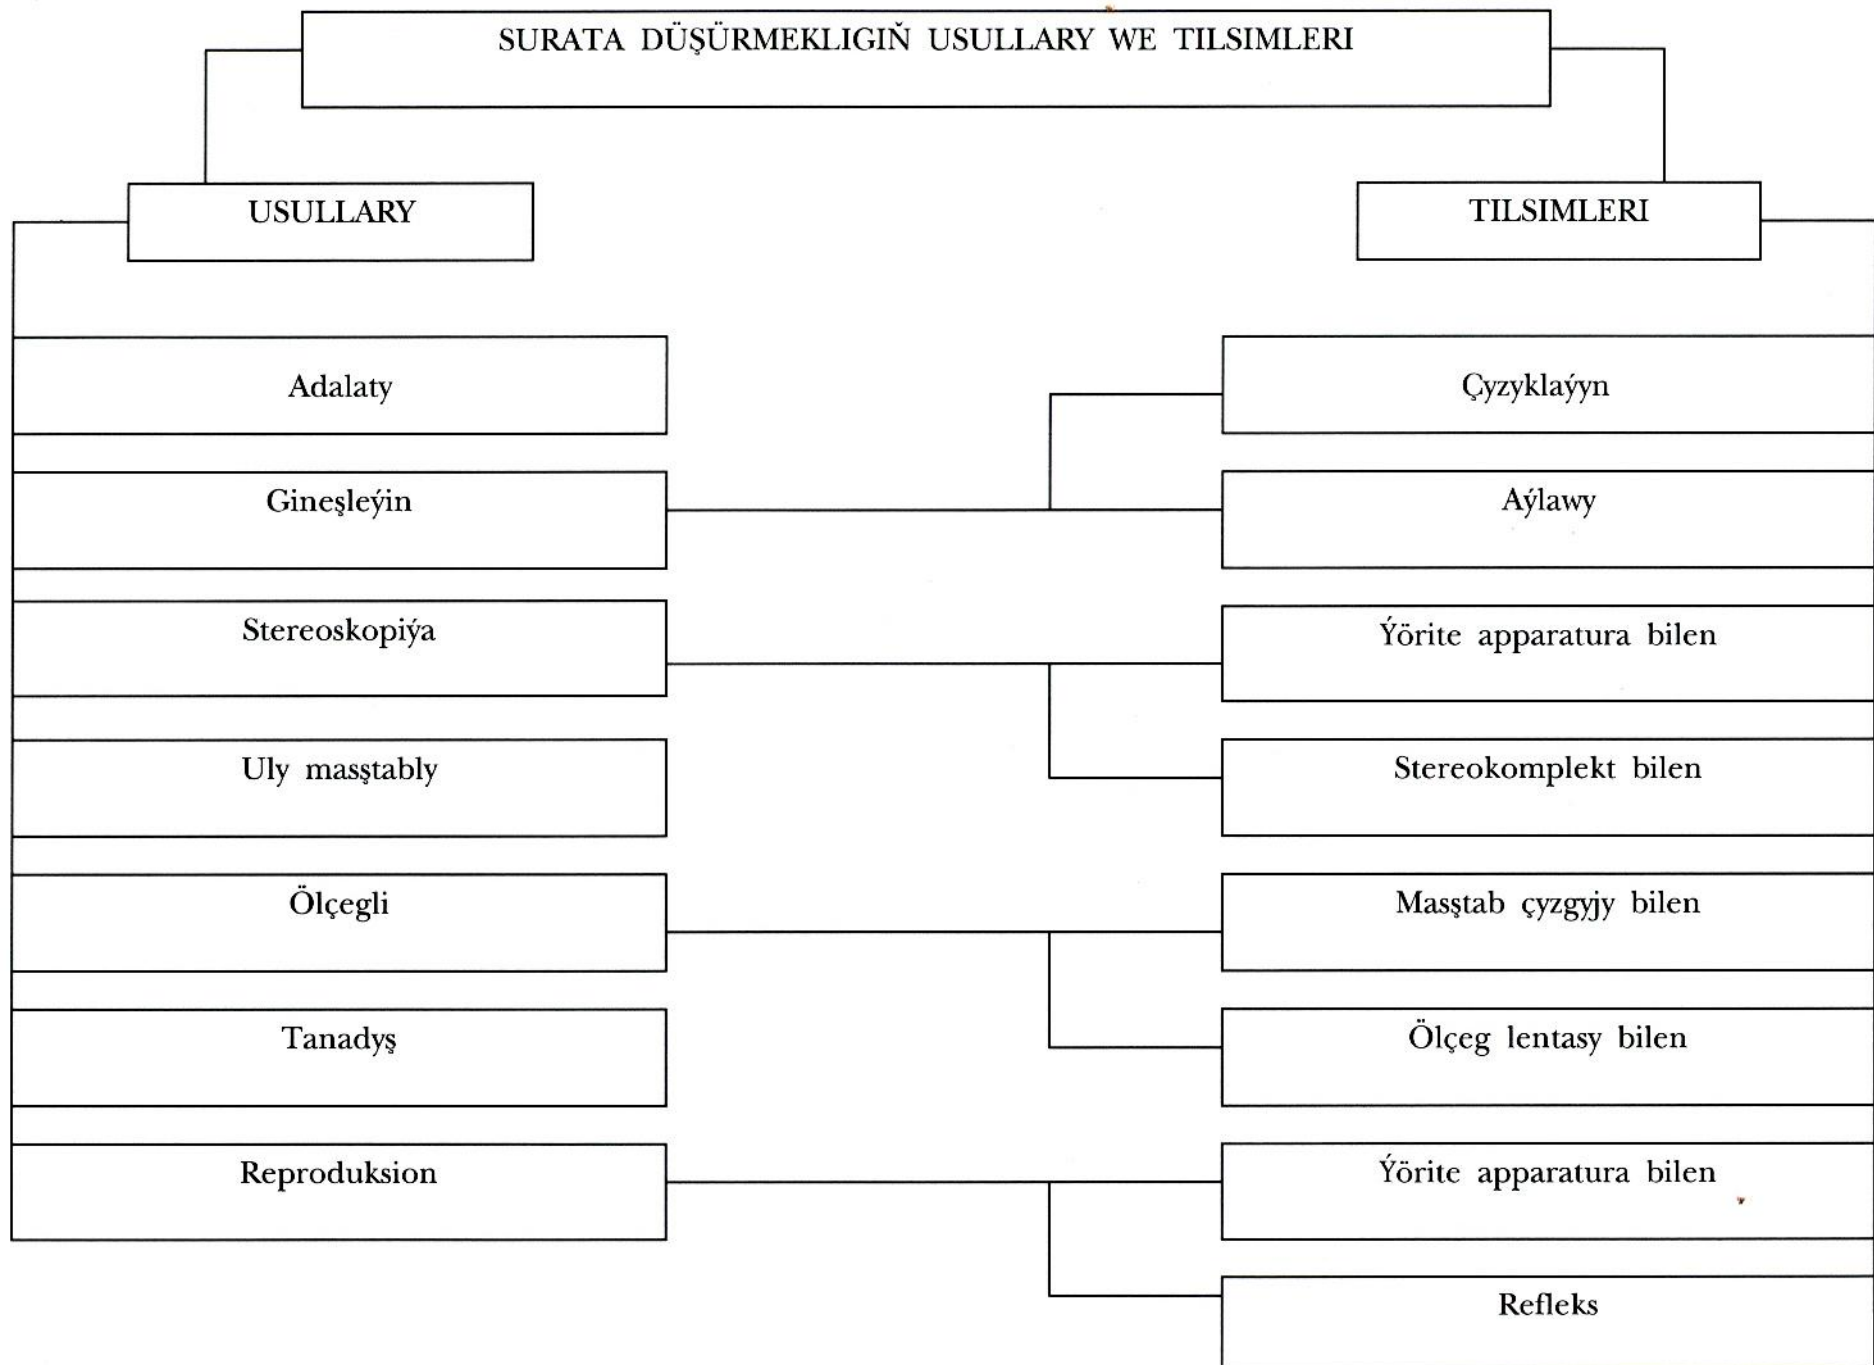 SURATA DÜŞÜRMEKLIGIŇ USULLARY WE TILSIMLERI
USULLARY
TILSIMLERI
Adalaty
Çyzyklaýyn
Gineşleýin
Aýlawy
Stereoskopiýa
Ýörite apparatura bilen
Uly masştably
Stereokomplekt bilen
Ölçegli
Masştab çyzgyjy bilen
Tanadyş
Ölçeg lentasy bilen
Reproduksion
Ýörite apparatura bilen
Refleks